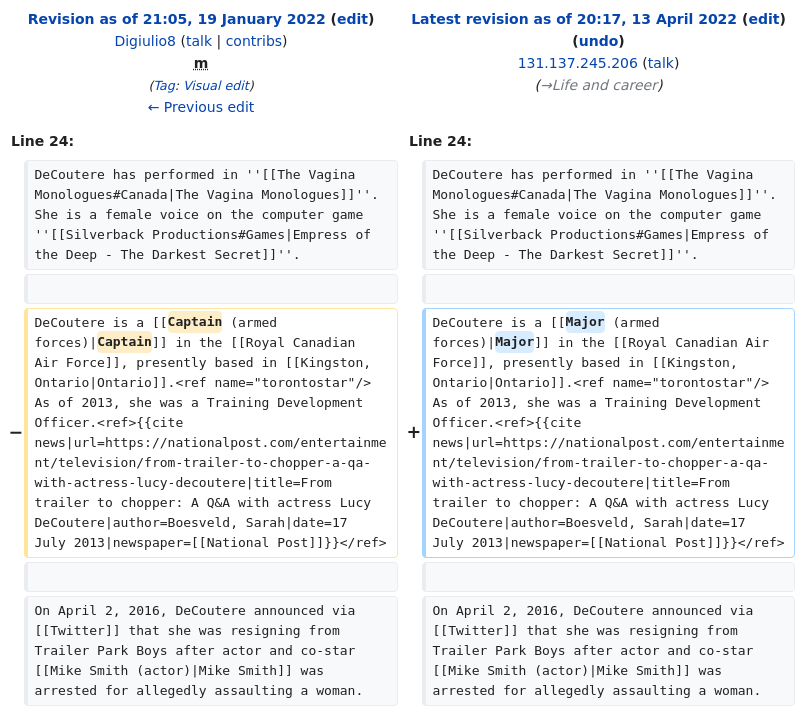 Revision as of 21:05, 19 January 2022 (edit)
Digiulio8 (talk | contribs)
m
(Tag: Visual edit)
← Previous edit
Latest revision as of 20:17, 13 April 2022 (edit)
(undo)
131.137.245.206 (talk)
(→Life and career)
Line 24:
Line 24:
DeCoutere has performed in ''[[The Vagina
Monologues#Canada|The Vagina Monologues]]''.
She is a female voice on the computer game
''[[Silverback Productions#Games|Empress of
the Deep - The Darkest Secret]]''.
DeCoutere has performed in ''[[The Vagina
Monologues#Canada|The Vagina Monologues]]''.
She is a female voice on the computer game
''[[Silverback Productions#Games|Empress of
the Deep - The Darkest Secret]]''.
−
DeCoutere is a [[Captain (armed
forces)|Captain]] in the [[Royal Canadian
Air Force]], presently based in [[Kingston,
Ontario|Ontario]].<ref name="torontostar"/>
As of 2013, she was a Training Development
Officer.<ref>{{cite
news|url=https://nationalpost.com/entertainme
nt/television/from-trailer-to-chopper-a-qa-
with-actress-lucy-decoutere|title=From
trailer to chopper: A Q&A with actress Lucy
DeCoutere|author=Boesveld, Sarah|date=17
July 2013|newspaper=[[National Post]]}}</ref>
+
DeCoutere is a [[Major (armed
forces)|Major]] in the [[Royal Canadian Air
Force]], presently based in [[Kingston,
Ontario|Ontario]].<ref name="torontostar"/>
As of 2013, she was a Training Development
Officer.<ref>{{cite
news|url=https://nationalpost.com/entertainme
nt/television/from-trailer-to-chopper-a-qa-
with-actress-lucy-decoutere|title=From
trailer to chopper: A Q&A with actress Lucy
DeCoutere|author=Boesveld, Sarah|date=17
July 2013|newspaper=[[National Post]]}}</ref>
On April 2, 2016, DeCoutere announced via
[[Twitter]] that she was resigning from
Trailer Park Boys after actor and co-star
[[Mike Smith (actor)|Mike Smith]] was
arrested for allegedly assaulting a woman.
On April 2, 2016, DeCoutere announced via
[[Twitter]] that she was resigning from
Trailer Park Boys after actor and co-star
[[Mike Smith (actor)|Mike Smith]] was
arrested for allegedly assaulting a woman.